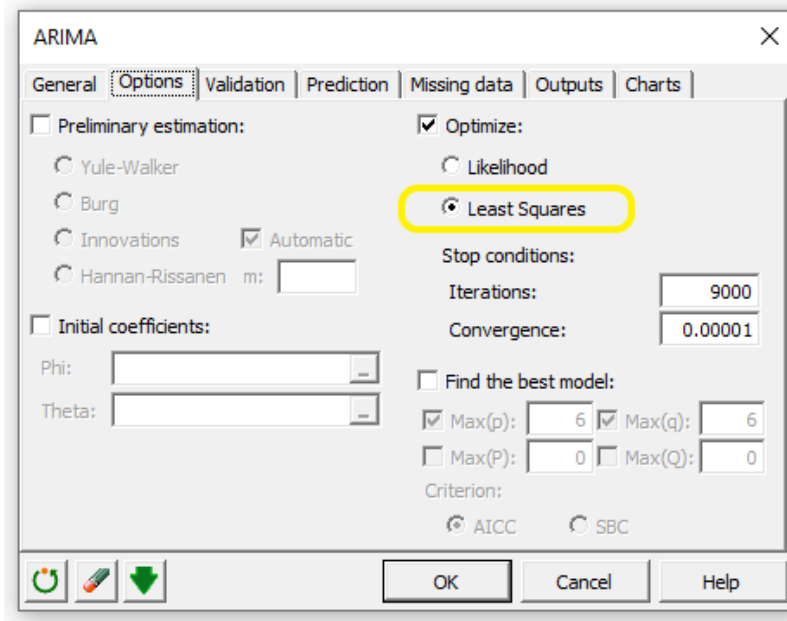 ARIMA
General Options Validation Prediction Missing data Outputs Charts
Preliminary estimation:
Yule-Walker
Burg
Innovations Automatic
Hannan-Rissanen m:
Initial coefficients:
Phi: _
Theta: _
Optimize:
Likelihood
Least Squares
Stop conditions:
Iterations: 9000
Convergence: 0.00001
Find the best model:
Max(p): 6 Max(q): 6
Max(P): 0 Max(Q): 0
Criterion:
AICC SBC
OK Cancel Help